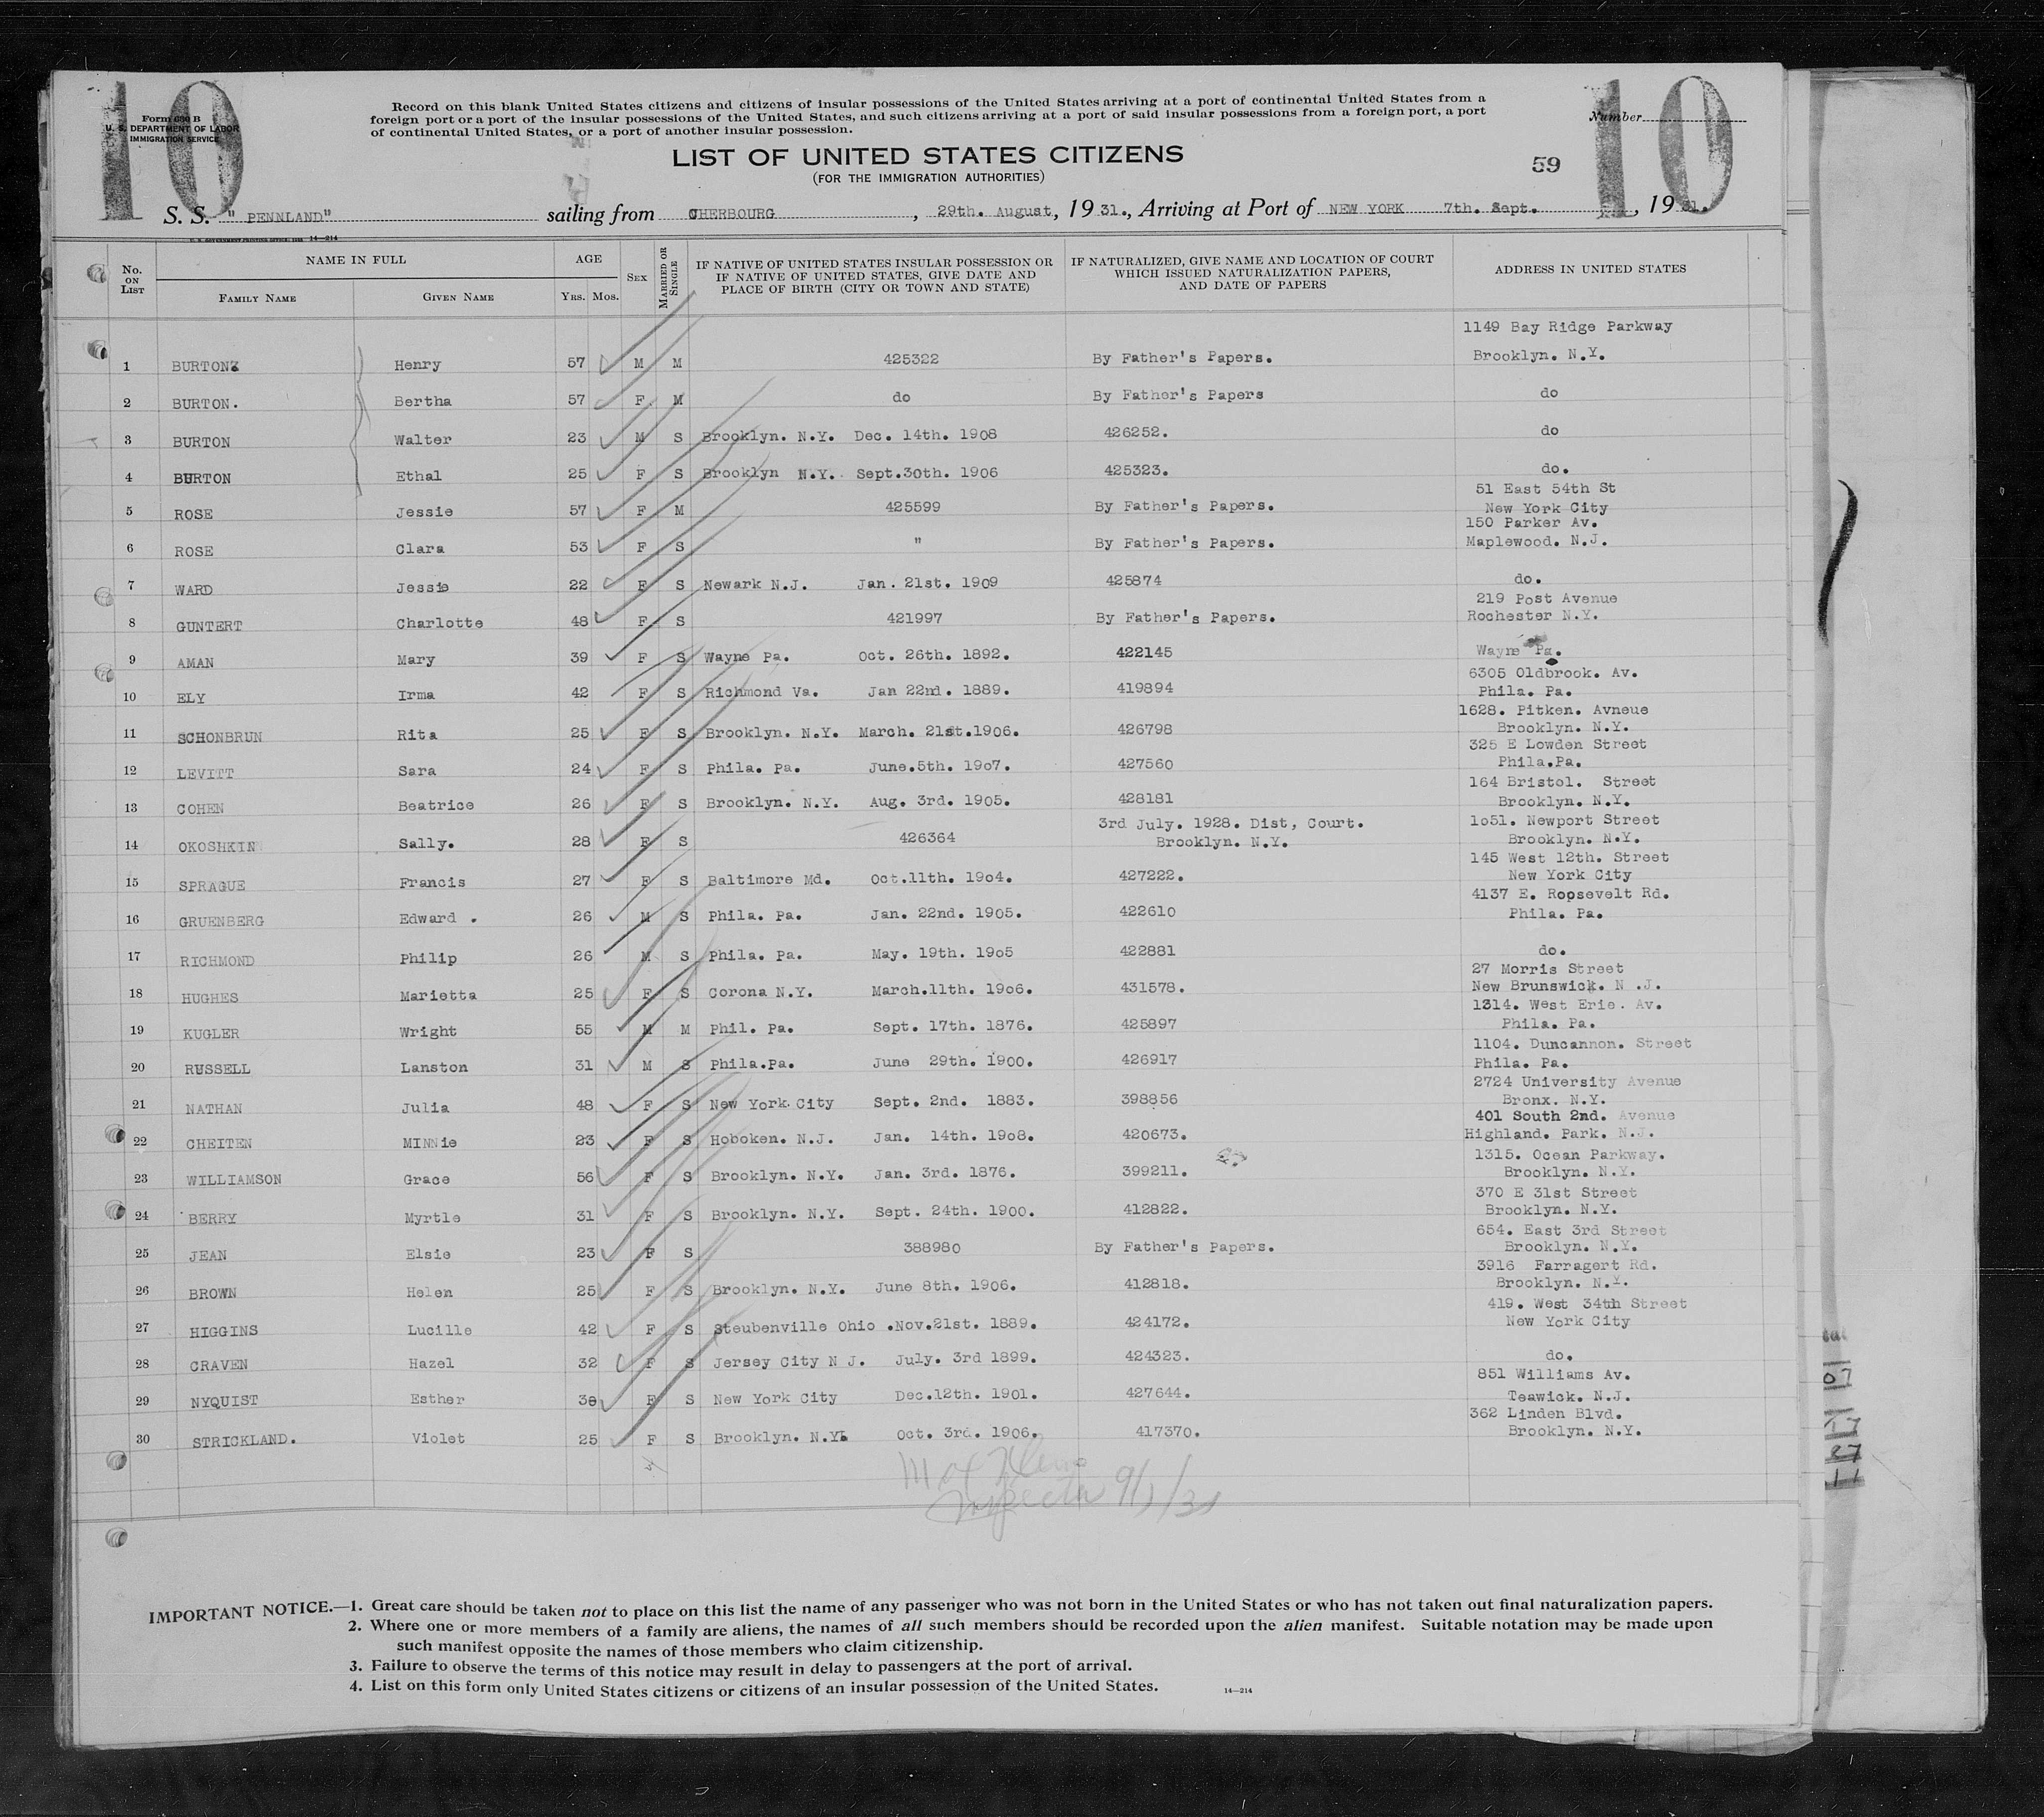 10
10
Form 630 B
U. S. DEPARTMENT OF LABOR
IMMIGRATION SERVICE
Record on this blank United States citizens and citizens of insular possessions of the United States arriving at a port of continental United States from a
foreign port or a port of the insular possessions of the United States, and such citizens arriving at a port of said insular possessions from a foreign port, a port
of continental United States, or a port of another insular possession.
Number
LIST OF UNITED STATES CITIZENS
(FOR THE IMMIGRATION AUTHORITIES)
59
S. S. " PENNLAND" sailing from CHERBOURG, 29th. August, 1931., Arriving at Port of NEW YORK 7th. Sept., 1931.
14—214
No. ON LIST NAME IN FULL AGE SEX MARRIED OR SINGLE IF NATIVE OF UNITED STATES INSULAR POSSESSION OR IF NATIVE OF UNITED STATES, GIVE DATE AND PLACE OF BIRTH (CITY OR TOWN AND STATE) IF NATURALIZED, GIVE NAME AND LOCATION OF COURT WHICH ISSUED NATURALIZATION PAPERS, AND DATE OF PAPERS ADDRESS IN UNITED STATES
FAMILY NAME GIVEN NAME YRS. MOS.
1149 Bay Ridge Parkway
1 BURTON Henry 57 M M 425322 By Father's Papers. Brooklyn. N.Y.
2 BURTON. Bertha 57 F. M do By Father's Papers do
3 BURTON Walter 23 M S Brooklyn. N.Y. Dec. 14th. 1908 426252. do
4 BURTON Ethal 25 F S Brooklyn N.Y. Sept.30th. 1906 425323. do.
51 East 54th St
5 ROSE Jessie 57 F M 425599 By Father's Papers. New York City
150 Parker Av.
6 ROSE Clara 53 F S " By Father's Papers. Maplewood. N.J.
7 WARD Jessie 22 F S Newark N.J. Jan. 21st. 1909 425874 do.
219 Post Avenue
8 GUNTERT Charlotte 48 F S 421997 By Father's Papers. Rochester N.Y.
9 AMAN Mary 39 F S Wayne Pa. Oct. 26th. 1892. 422145 Wayne Pa.
6305 Oldbrook. Av.
10 ELY Irma 42 F S Richmond Va. Jan 22nd. 1889. 419894 Phila. Pa.
1628. Pitken. Avneue
11 SCHONBRUN Rita 25 F S Brooklyn. N.Y. March. 21st.1906. 426798 Brooklyn. N.Y.
325 E Lowden Street
12 LEVITT Sara 24 F S Phila. Pa. June.5th. 1907. 427560 Phila.Pa.
164 Bristol. Street
13 COHEN Beatrice 26 F S Brooklyn. N.Y. Aug. 3rd. 1905. 428181 Brooklyn. N.Y.
3rd July. 1928. Dist, Court. 1o51. Newport Street
14 OKOSHKIN Sally. 28 F S 426364 Brooklyn. N.Y. Brooklyn. N.Y.
145 West 12th. Street
15 SPRAGUE Francis 27 F S Baltimore Md. Oct.11th. 19o4. 427222. New York City
4137 E. Roosevelt Rd.
16 GRUENBERG Edward . 26 M S Phila. Pa. Jan. 22nd. 1905. 422610 Phila. Pa.
17 RICHMOND Philip 26 M S Phila. Pa. May. 19th. 19o5 422881 do.
27 Morris Street
18 HUGHES Marietta 25 F S Corona N.Y. March.11th. 19o6. 431578. New Brunswick. N .J.
1314. West Erie. Av.
19 KUGLER Wright 55 M M Phil. Pa. Sept. 17th. 1876. 425897 Phila. Pa.
1104. Duncannon. Street
20 RUSSELL Lanston 31 M S Phila.Pa. June 29th. 1900. 426917 Phila. Pa.
2724 University Avenue
21 NATHAN Julia 48 F S New York City Sept. 2nd. 1883. 398856 Bronx. N.Y.
401 South 2nd. Avenue
22 CHEITEN MINNie 23 F S Hoboken. N.J. Jan. 14th. 19o8. 420673. Highland. Park. N.J.
1315. Ocean Parkway.
23 WILLIAMSON Grace 56 F S Brooklyn. N.Y. Jan. 3rd. 1876. 399211. Brooklyn. N.Y.
370 E 31st Street
24 BERRY Myrtle 31 F S Brooklyn. N.Y. Sept. 24th. 1900. 412822. Brooklyn. N.Y.
654. East 3rd Street
25 JEAN Elsie 23 F S 388980 By Father's Papers. Brooklyn. N.Y.
3916 Farragert Rd.
26 BROWN Helen 25 F S Brooklyn. N.Y. June 8th. 1906. 412818. Brooklyn. N.Y.
419. West 34th Street
27 HIGGINS Lucille 42 F S Steubenville Ohio .Nov.21st. 1889. 424172. New York City
28 CRAVEN Hazel 32 F S Jersey City N J. July. 3rd 1899. 424323. do.
851 Williams Av.
29 NYQUIST Esther 30 F S New York City Dec.12th. 1901. 427644. Teawick. N.J.
362 Linden Blvd.
30 STRICKLAND. Violet 25 F S Brooklyn. N.Y. Oct. 3rd. 1906. 417370. Brooklyn. N.Y.
IMPORTANT NOTICE.—1. Great care should be taken not to place on this list the name of any passenger who was not born in the United States or who has not taken out final naturalization papers.
2. Where one or more members of a family are aliens, the names of all such members should be recorded upon the alien manifest. Suitable notation may be made upon
such manifest opposite the names of those members who claim citizenship.
3. Failure to observe the terms of this notice may result in delay to passengers at the port of arrival.
4. List on this form only United States citizens or citizens of an insular possession of the United States.
14—214